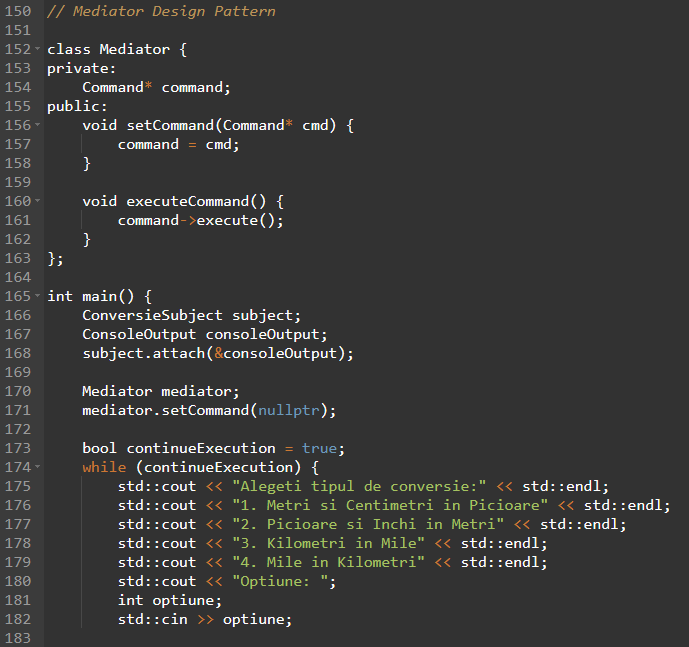 150 // Mediator Design Pattern
151
152 class Mediator {
153 private:
154     Command* command;
155 public:
156     void setCommand(Command* cmd) {
157         command = cmd;
158     }
159
160     void executeCommand() {
161         command->execute();
162     }
163 };
164
165 int main() {
166     ConversieSubject subject;
167     ConsoleOutput consoleOutput;
168     subject.attach(&consoleOutput);
169
170     Mediator mediator;
171     mediator.setCommand(nullptr);
172
173     bool continueExecution = true;
174     while (continueExecution) {
175         std::cout << "Alegeti tipul de conversie:" << std::endl;
176         std::cout << "1. Metri si Centimetri in Picioare" << std::endl;
177         std::cout << "2. Picioare si Inchi in Metri" << std::endl;
178         std::cout << "3. Kilometri in Mile" << std::endl;
179         std::cout << "4. Mile in Kilometri" << std::endl;
180         std::cout << "Optiune: ";
181         int optiune;
182         std::cin >> optiune;
183